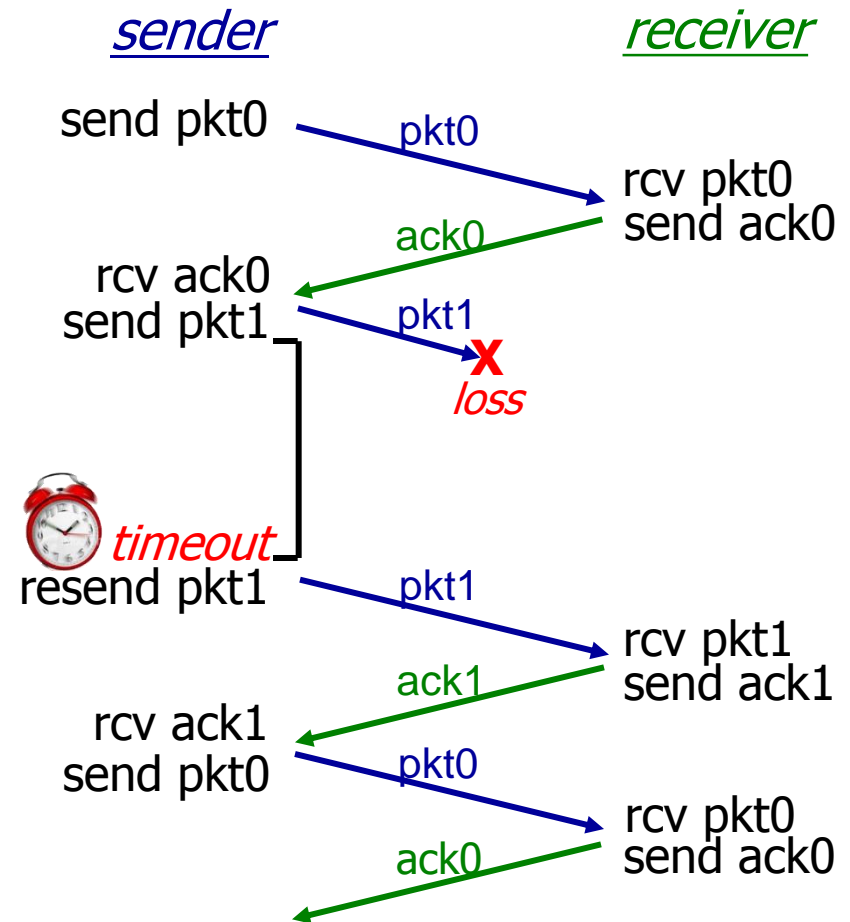 sender
receiver
send pkt0
pkt0
rcv pkt0
send ack0
ack0
rcv ack0
send pkt1
pkt1
X
loss
timeout
resend pkt1
pkt1
rcv pkt1
send ack1
ack1
rcv ack1
send pkt0
pkt0
rcv pkt0
send ack0
ack0